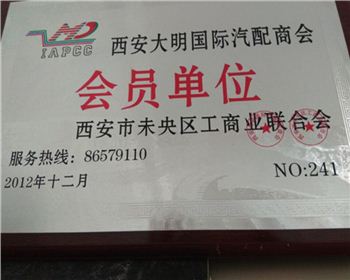 西安大明国际汽配商会
IAPCC
会员单位
西安市未央区工商业联合会
服务热线：86579110
2012年十二月
NO:241